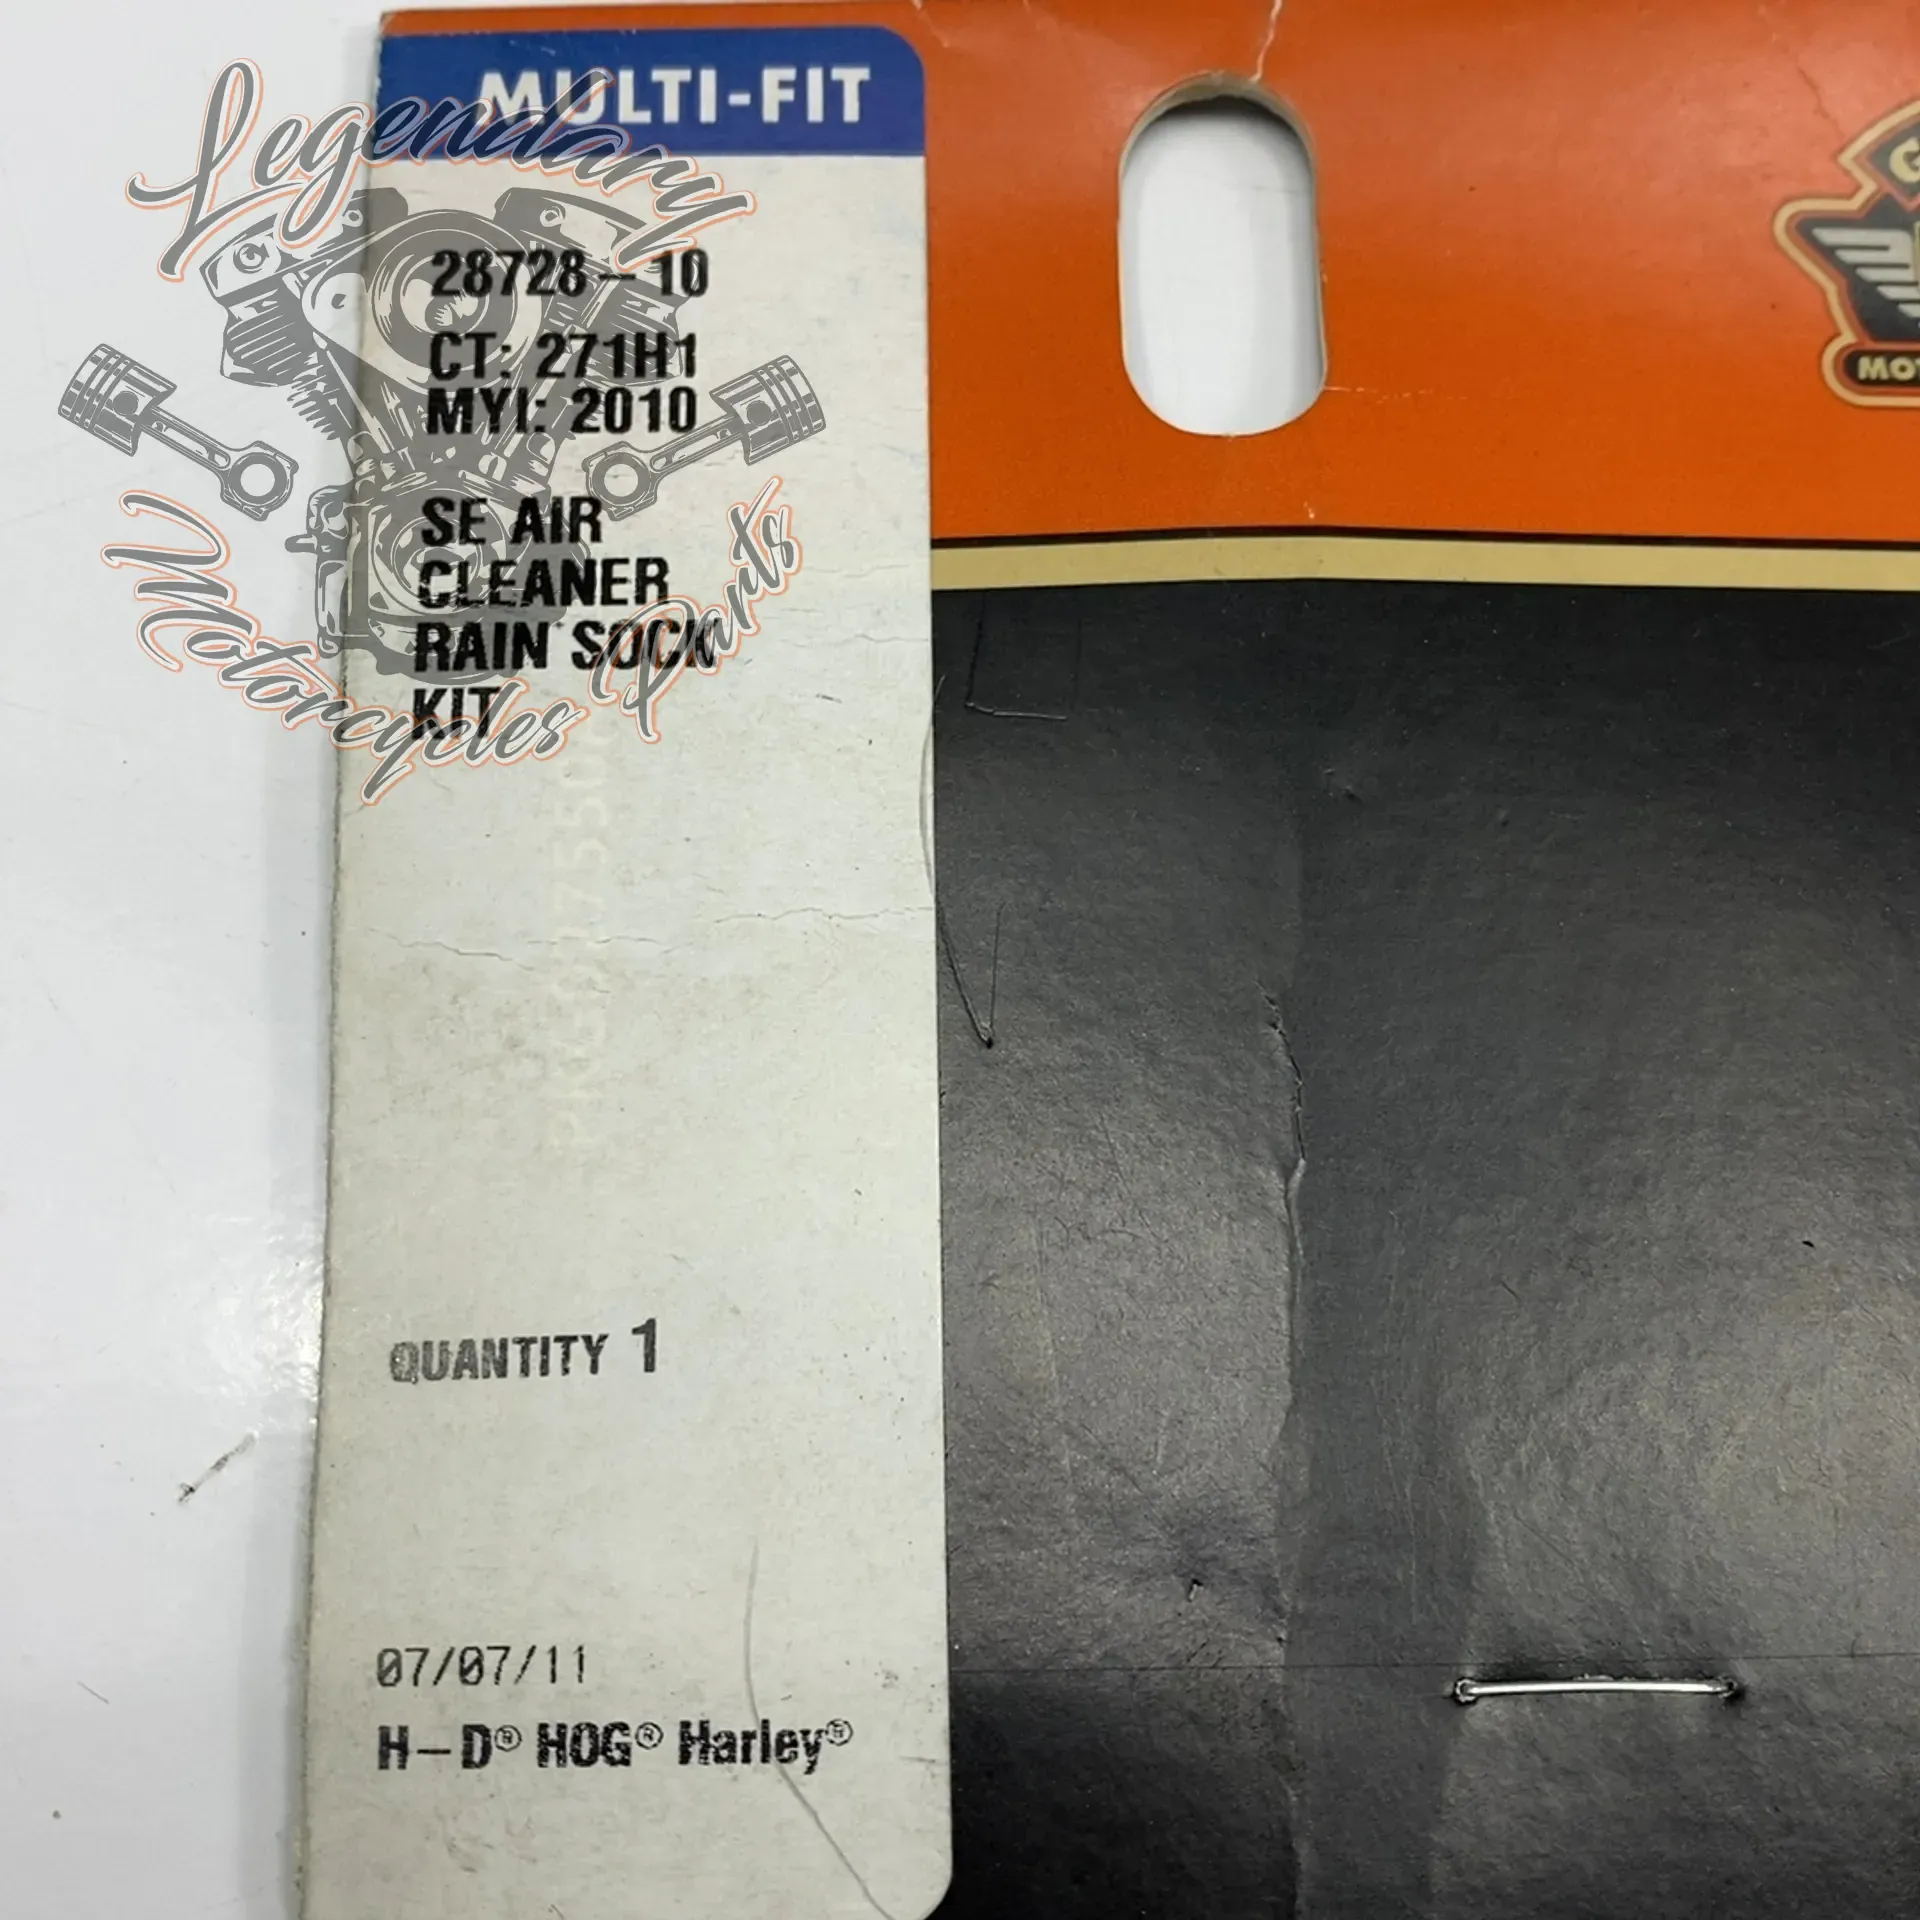 MULTI-FIT
Legendary
28728-10
CT: 271H1
MYI: 2010
SE AIR
CLEANER
RAIN SOCK
KIT
Motorcycles Parts
QUANTITY 1
07/07/11
H-D® HOG® Harley®